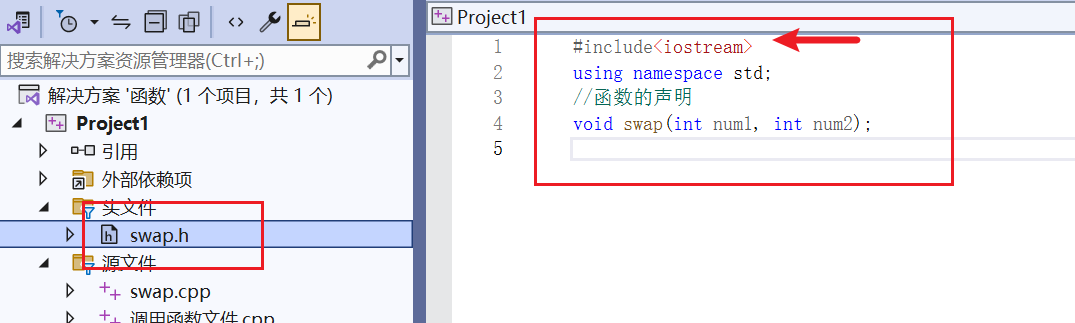 搜索解决方案资源管理器(Ctrl+;)
解决方案 '函数' (1 个项目，共 1 个)
Project1
引用
外部依赖项
头文件
swap.h
源文件
swap.cpp
调用函数文件.cpp
Project1
1 #include<iostream>
2 using namespace std;
3 //函数的声明
4 void swap(int num1, int num2);
5